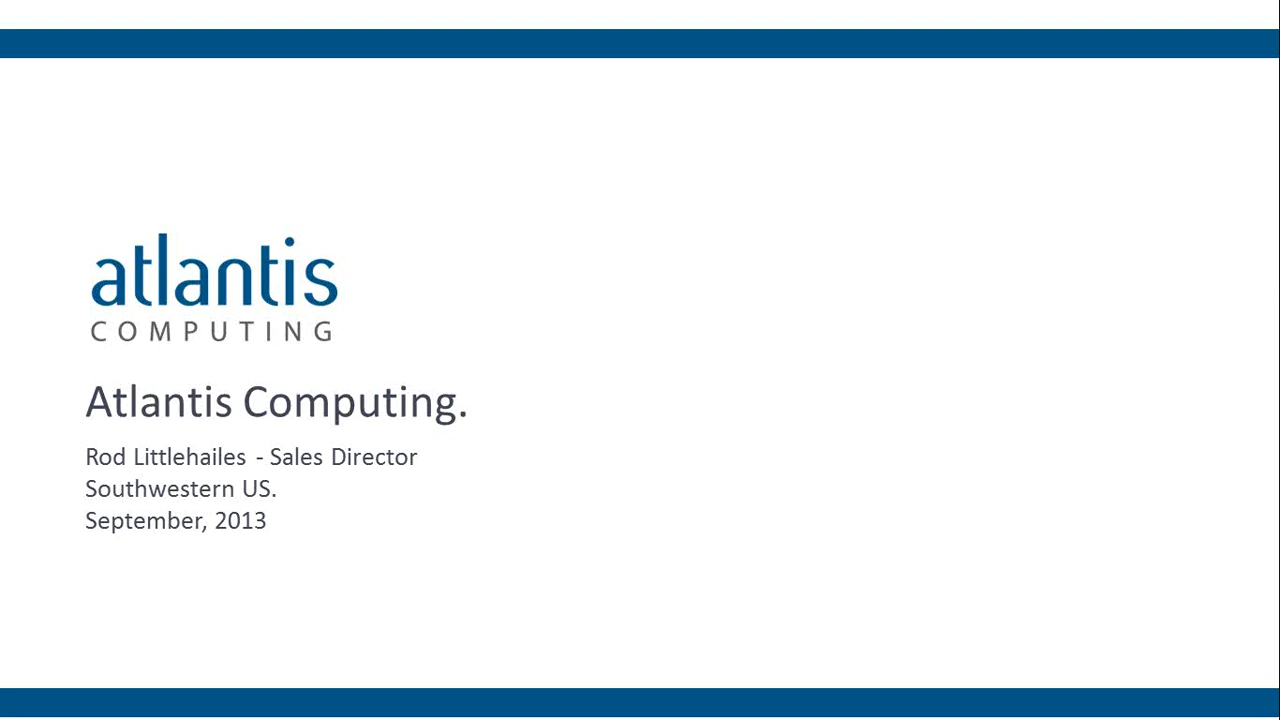 atlantis
COMPUTING
Atlantis Computing.
Rod Littlehailes - Sales Director
Southwestern US.
September, 2013